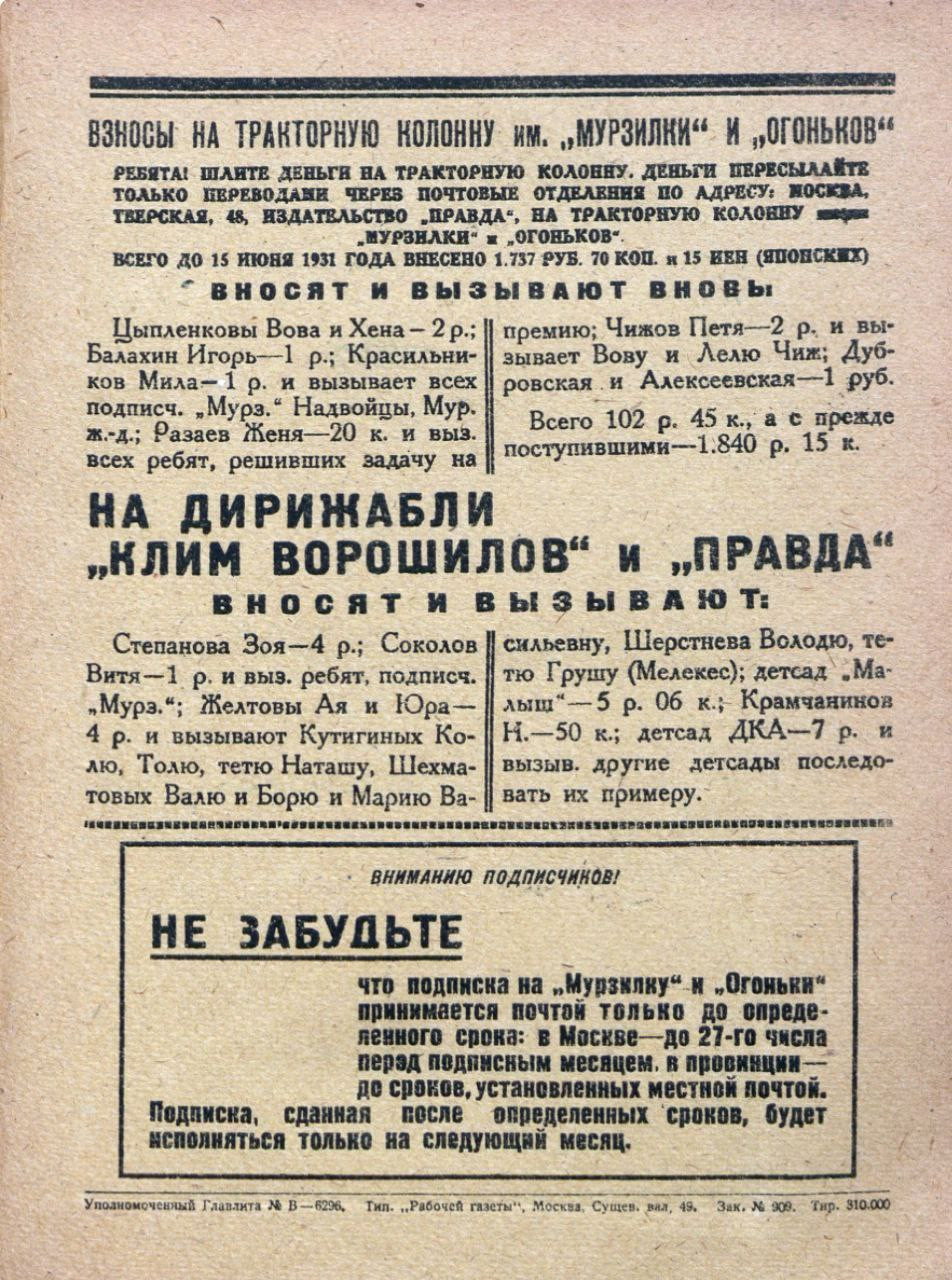 ВЗНОСЫ НА ТРАКТОРНУЮ КОЛОННУ им. „МУРЗИЛКИ“ И „ОГОНЬКОВ“
РЕБЯТА! ШЛИТЕ ДЕНЬГИ НА ТРАКТОРНУЮ КОЛОННУ. ДЕНЬГИ ПЕРЕСЫЛАЙТЕ
ТОЛЬКО ПЕРЕВОДАМИ ЧЕРЕЗ ПОЧТОВЫЕ ОТДЕЛЕНИЯ ПО АДРЕСУ: МОСКВА,
ТВЕРСКАЯ, 48, ИЗДАТЕЛЬСТВО „ПРАВДА“, НА ТРАКТОРНУЮ КОЛОННУ
„МУРЗИЛКИ“ и „ОГОНЬКОВ“.
ВСЕГО ДО 15 ИЮНЯ 1931 ГОДА ВНЕСЕНО 1.737 РУБ. 70 КОП. и 15 ИЕН (ЯПОНСКИХ)
ВНОСЯТ И ВЫЗЫВАЮТ ВНОВЬ:
Цыпленковы Вова и Хена—2 р.;
Балахин Игорь—1 р.; Красильни-
ков Мила—1 р. и вызывает всех
подписч. „Мурз.“ Надвойцы, Мур.
ж.-д.; Разаев Женя—20 к. и выз.
всех ребят, решивших задачу на
премию; Чижов Петя—2 р. и вы-
зывает Вову и Лелю Чиж; Дуб-
ровская и Алексеевская—1 руб.
Всего 102 р. 45 к., а с прежде
поступившими—1.840 р. 15 к.
НА ДИРИЖАБЛИ
„КЛИМ ВОРОШИЛОВ“ и „ПРАВДА“
ВНОСЯТ И ВЫЗЫВАЮТ:
Степанова Зоя—4 р.; Соколов
Витя—1 р. и выз. ребят, подписч.
„Мурз.“; Желтовы Ая и Юра—
4 р. и вызывают Кутигиных Ко-
лю, Толю, тетю Наташу, Шехма-
товых Валю и Борю и Марию Ва-
сильевну, Шерстнева Володю, те-
тю Грушу (Мелекес); детсад „Ма-
лыш“—5 р. 06 к.; Крамчанинов
Н.—50 к.; детсад ДКА—7 р. и
вызыв. другие детсады последо-
вать их примеру.
ВНИМАНИЮ ПОДПИСЧИКОВ!
НЕ ЗАБУДЬТЕ
что подписка на „Мурзилку“ и „Огоньки“
принимается почтой только до опреде-
ленного срока: в Москве—до 27-го числа
перед подписным месяцем, в провинции—
до сроков, установленных местной почтой.
Подписка, сданная после определенных сроков, будет
исполняться только на следующий месяц.
Уполномоченный Главлита № В—6296. Тип. „Рабочей газеты“, Москва, Сущев. вал, 49. Зак. № 909. Тир. 310.000